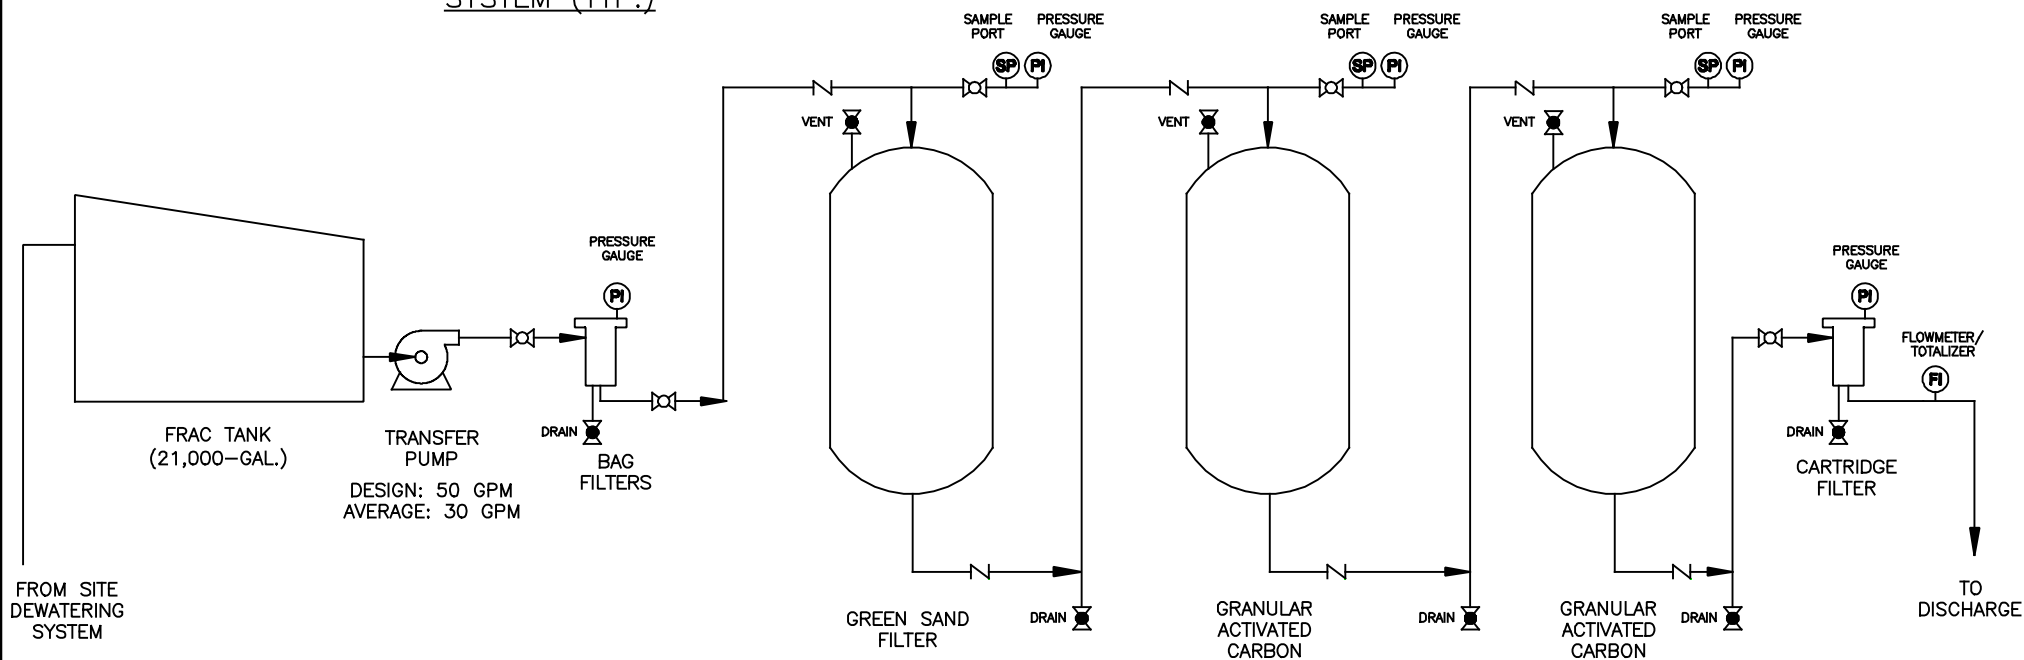 SYSTEM (TYP.)
SAMPLE
PORT
PRESSURE
GAUGE
SP
PI
SAMPLE
PORT
PRESSURE
GAUGE
SP
PI
SAMPLE
PORT
PRESSURE
GAUGE
SP
PI
VENT
VENT
VENT
PRESSURE
GAUGE
PI
PRESSURE
GAUGE
PI
FLOWMETER/
TOTALIZER
FI
FRAC TANK
(21,000-GAL.)
TRANSFER
PUMP
DESIGN: 50 GPM
AVERAGE: 30 GPM
DRAIN
BAG
FILTERS
DRAIN
CARTRIDGE
FILTER
FROM SITE
DEWATERING
SYSTEM
GREEN SAND
FILTER
DRAIN
GRANULAR
ACTIVATED
CARBON
DRAIN
GRANULAR
ACTIVATED
CARBON
DRAIN
TO
DISCHARGE